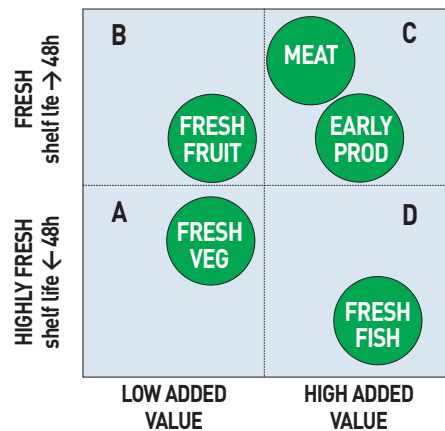 B
C
MEAT
FRESH
FRUIT
EARLY
PROD
FRESH
shelf life → 48h
A
D
FRESH
VEG
FRESH
FISH
HIGHLY FRESH
shelf life ← 48h
LOW ADDED
VALUE
HIGH ADDED
VALUE